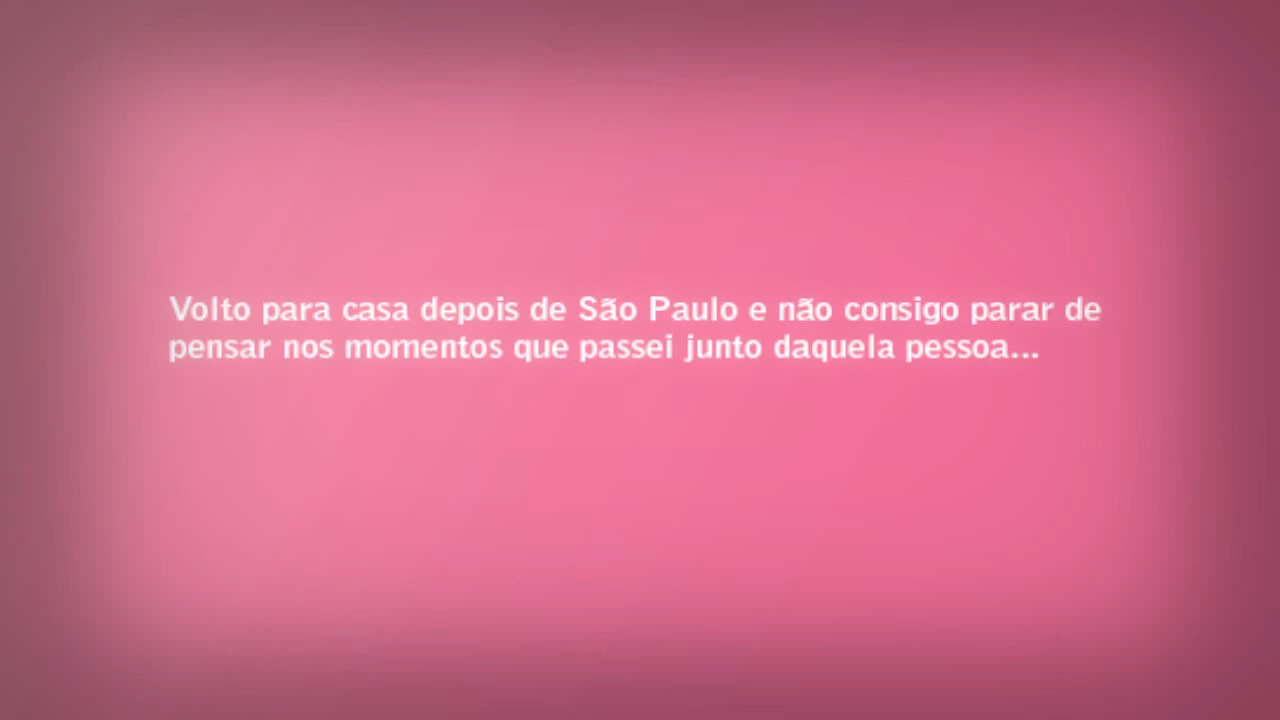 Volto para casa depois de São Paulo e não consigo parar de
pensar nos momentos que passei junto daquela pessoa...